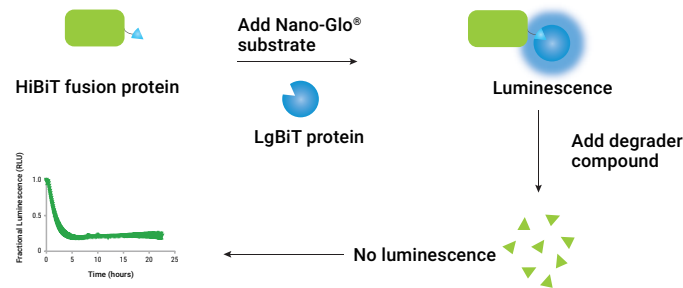 Add Nano-Glo®
substrate
HiBiT fusion protein
LgBiT protein
Luminescence
Add degrader
compound
No luminescence
Fractional Luminescence (RLU)
1.0
0.5
0
0 5 10 15 20 25
Time (hours)